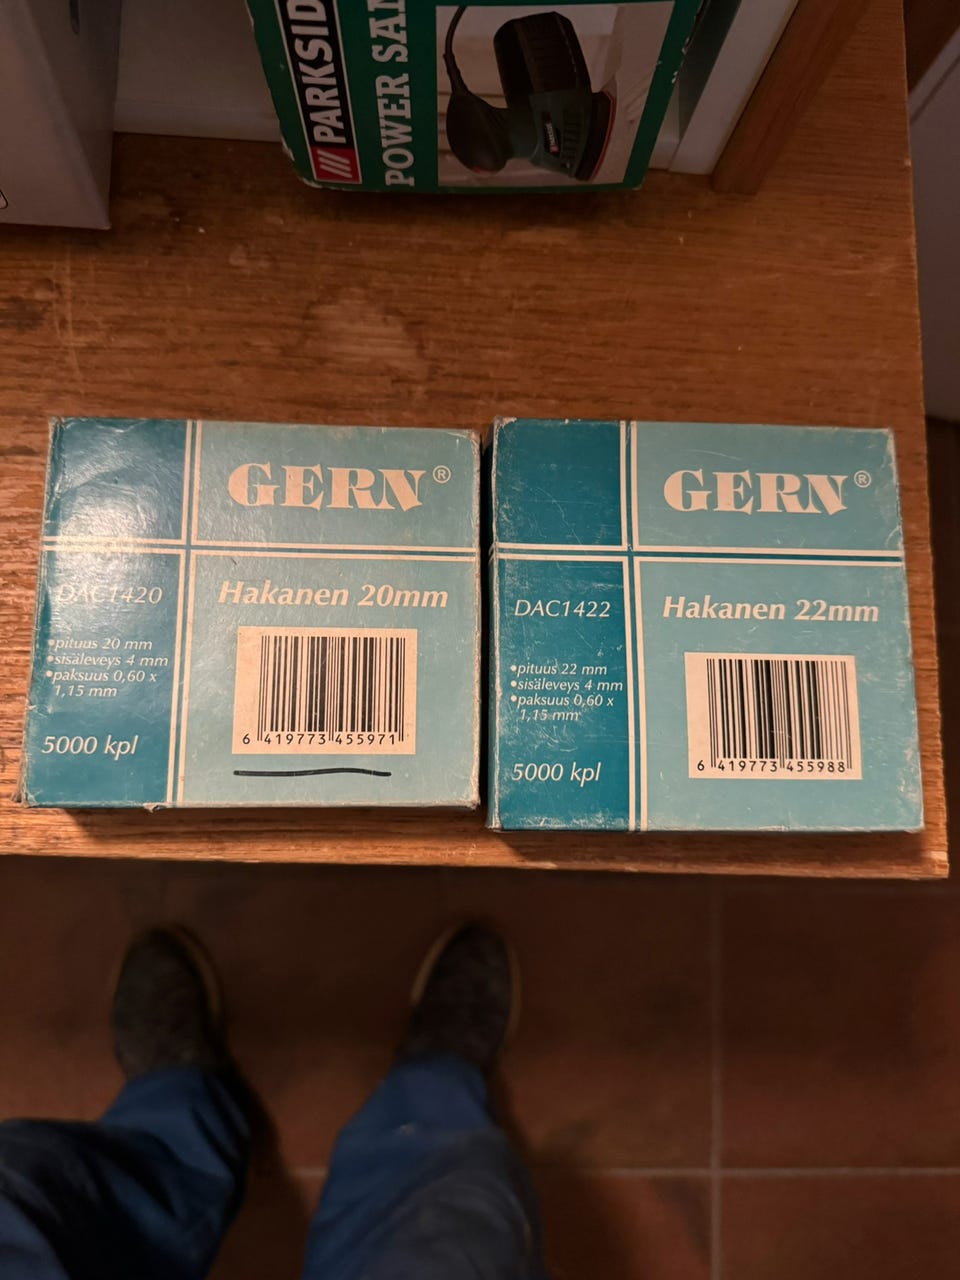 PARKSID
POWER SAN
GERN®
DAC1420
Hakanen 20mm
•pituus 20 mm
•sisäleveys 4 mm
•paksuus 0,60 x
1,15 mm
5000 kpl
6 419773 455971
GERN®
DAC1422
Hakanen 22mm
•pituus 22 mm
•sisäleveys 4 mm
•paksuus 0,60 x
1,15 mm
5000 kpl
6 419773 455988